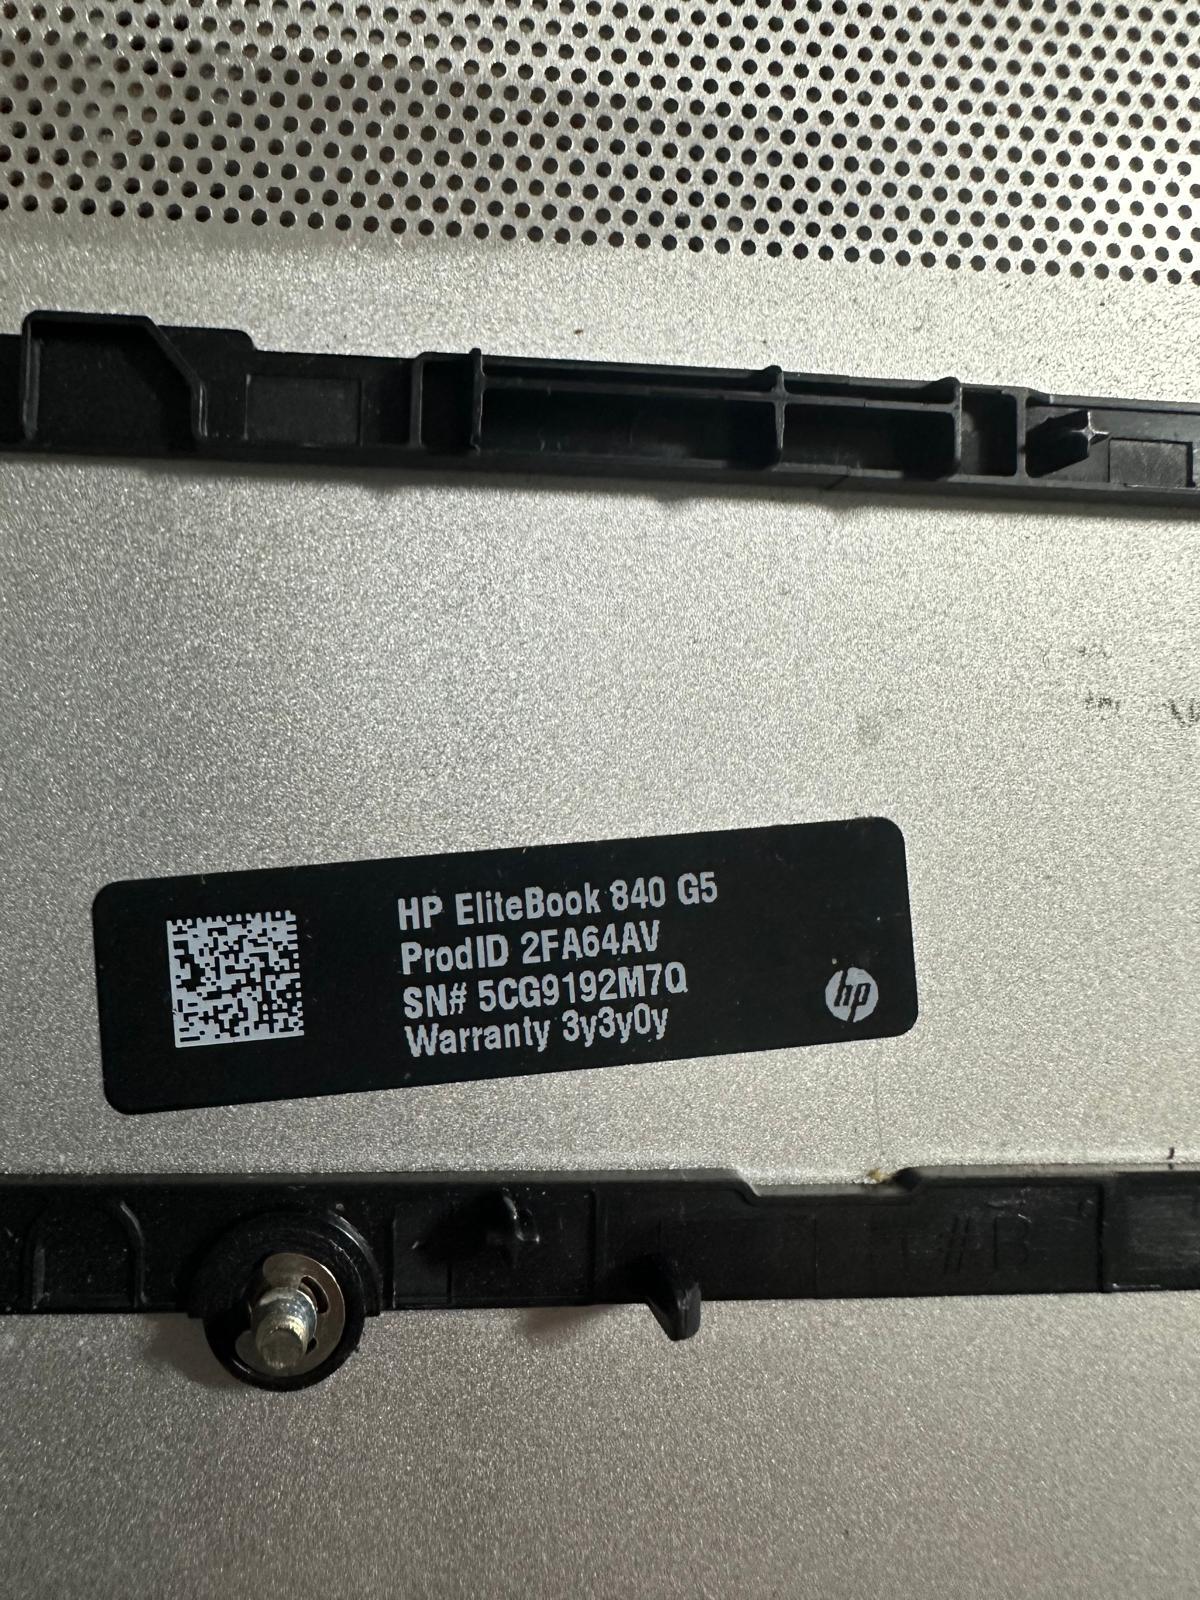 HP EliteBook 840 G5
ProdID 2FA64AV
SN# 5CG9192M7Q
Warranty 3y3y0y
hp